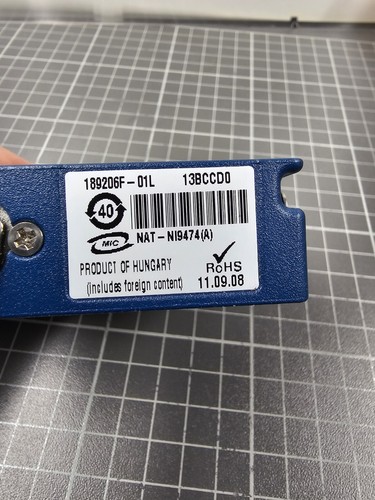 189206F-01L 13BCCD0
40
MIC NAT-NI9474(A)
PRODUCT OF HUNGARY
(includes foreign content)
RoHS
11.09.08